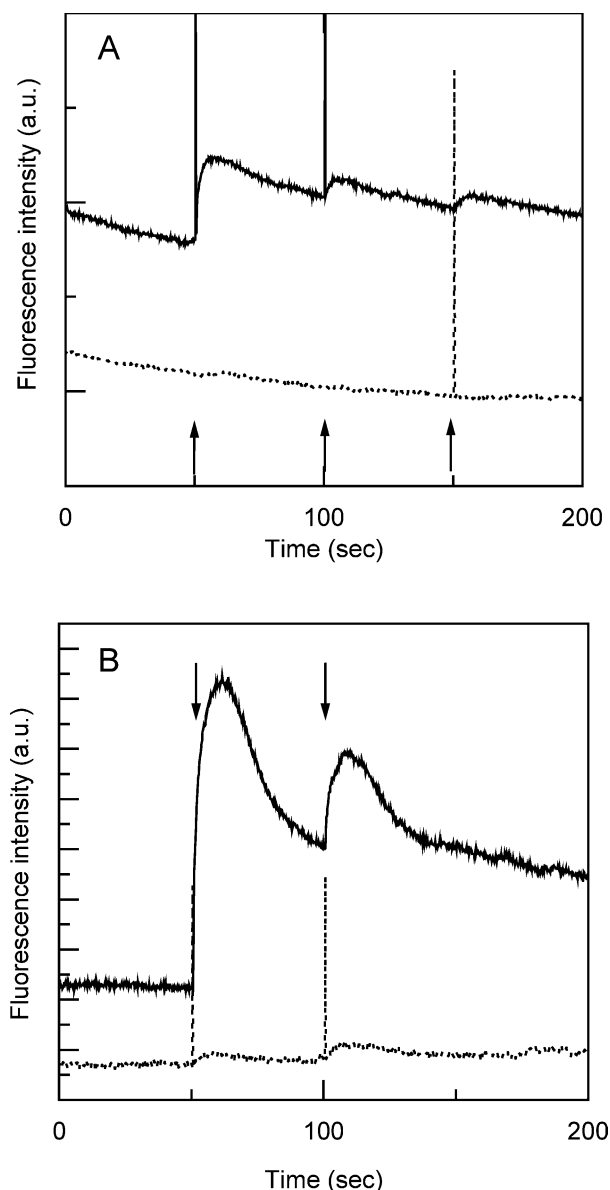 A
Fluorescence intensity (a.u.)
0 100 200
Time (sec)
B
Fluorescence intensity (a.u.)
0 100 200
Time (sec)